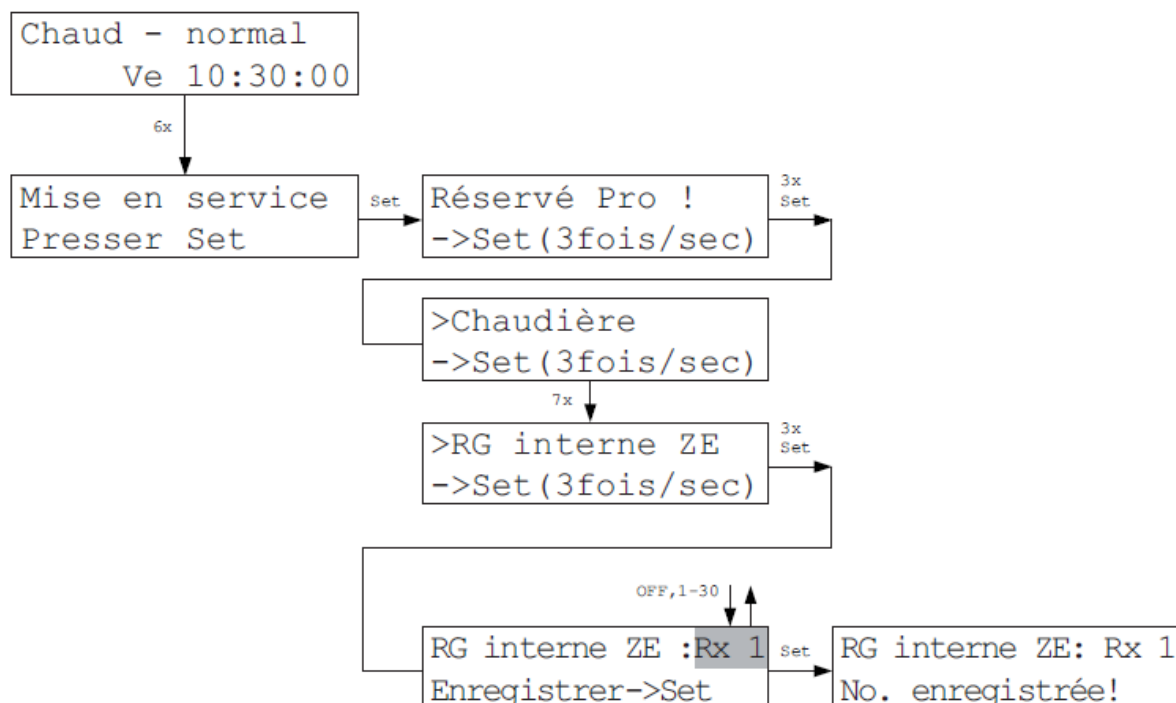 Chaud - normal
Ve 10:30:00
6x
Mise en service
Presser Set
Set
Réservé Pro !
->Set(3fois/sec)
3x
Set
>Chaudière
->Set(3fois/sec)
7x
>RG interne ZE
->Set(3fois/sec)
3x
Set
OFF,1-30
RG interne ZE :Rx 1
Enregistrer->Set
Set
RG interne ZE: Rx 1
No. enregistrée!